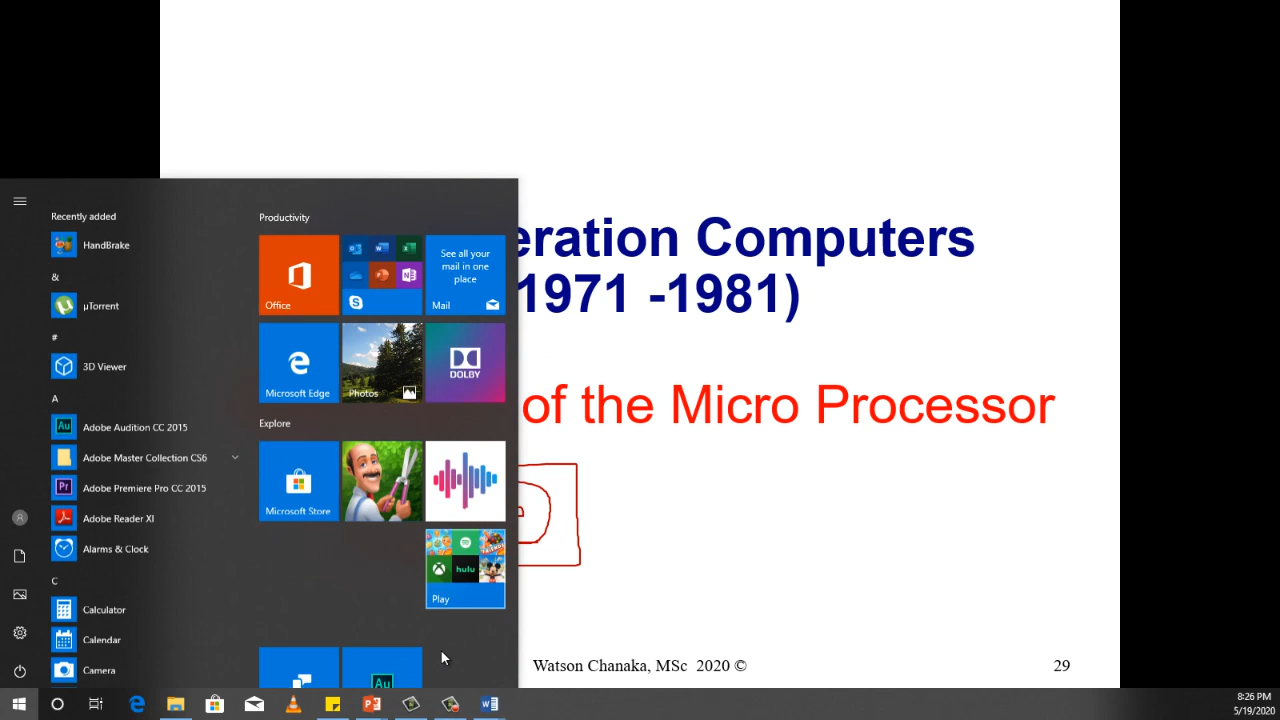 eration Computers
1971 -1981)
of the Micro Processor
Watson Chanaka, MSc 2020 ©
29
Recently added
HandBrake
&
µTorrent
#
3D Viewer
A
Adobe Audition CC 2015
Adobe Master Collection CS6
Adobe Premiere Pro CC 2015
Adobe Reader XI
Alarms & Clock
C
Calculator
Calendar
Camera
Productivity
Office
See all your
mail in one
place
Mail
Microsoft Edge
Photos
DOLBY
Explore
Microsoft Store
hulu
Play
Au
8:26 PM
5/19/2020